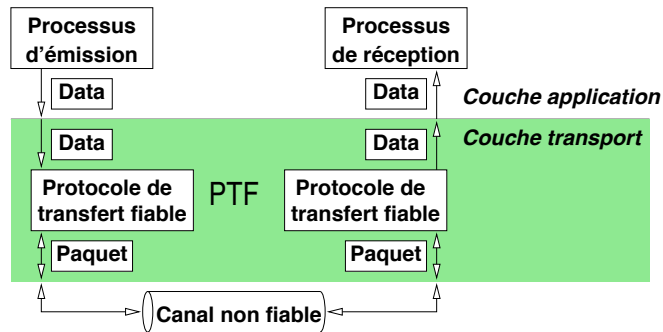 Processus
d'émission
Processus
de réception
Data
Data
Couche application
Data
Data
Couche transport
Protocole de
transfert fiable
PTF
Protocole de
transfert fiable
Paquet
Paquet
Canal non fiable